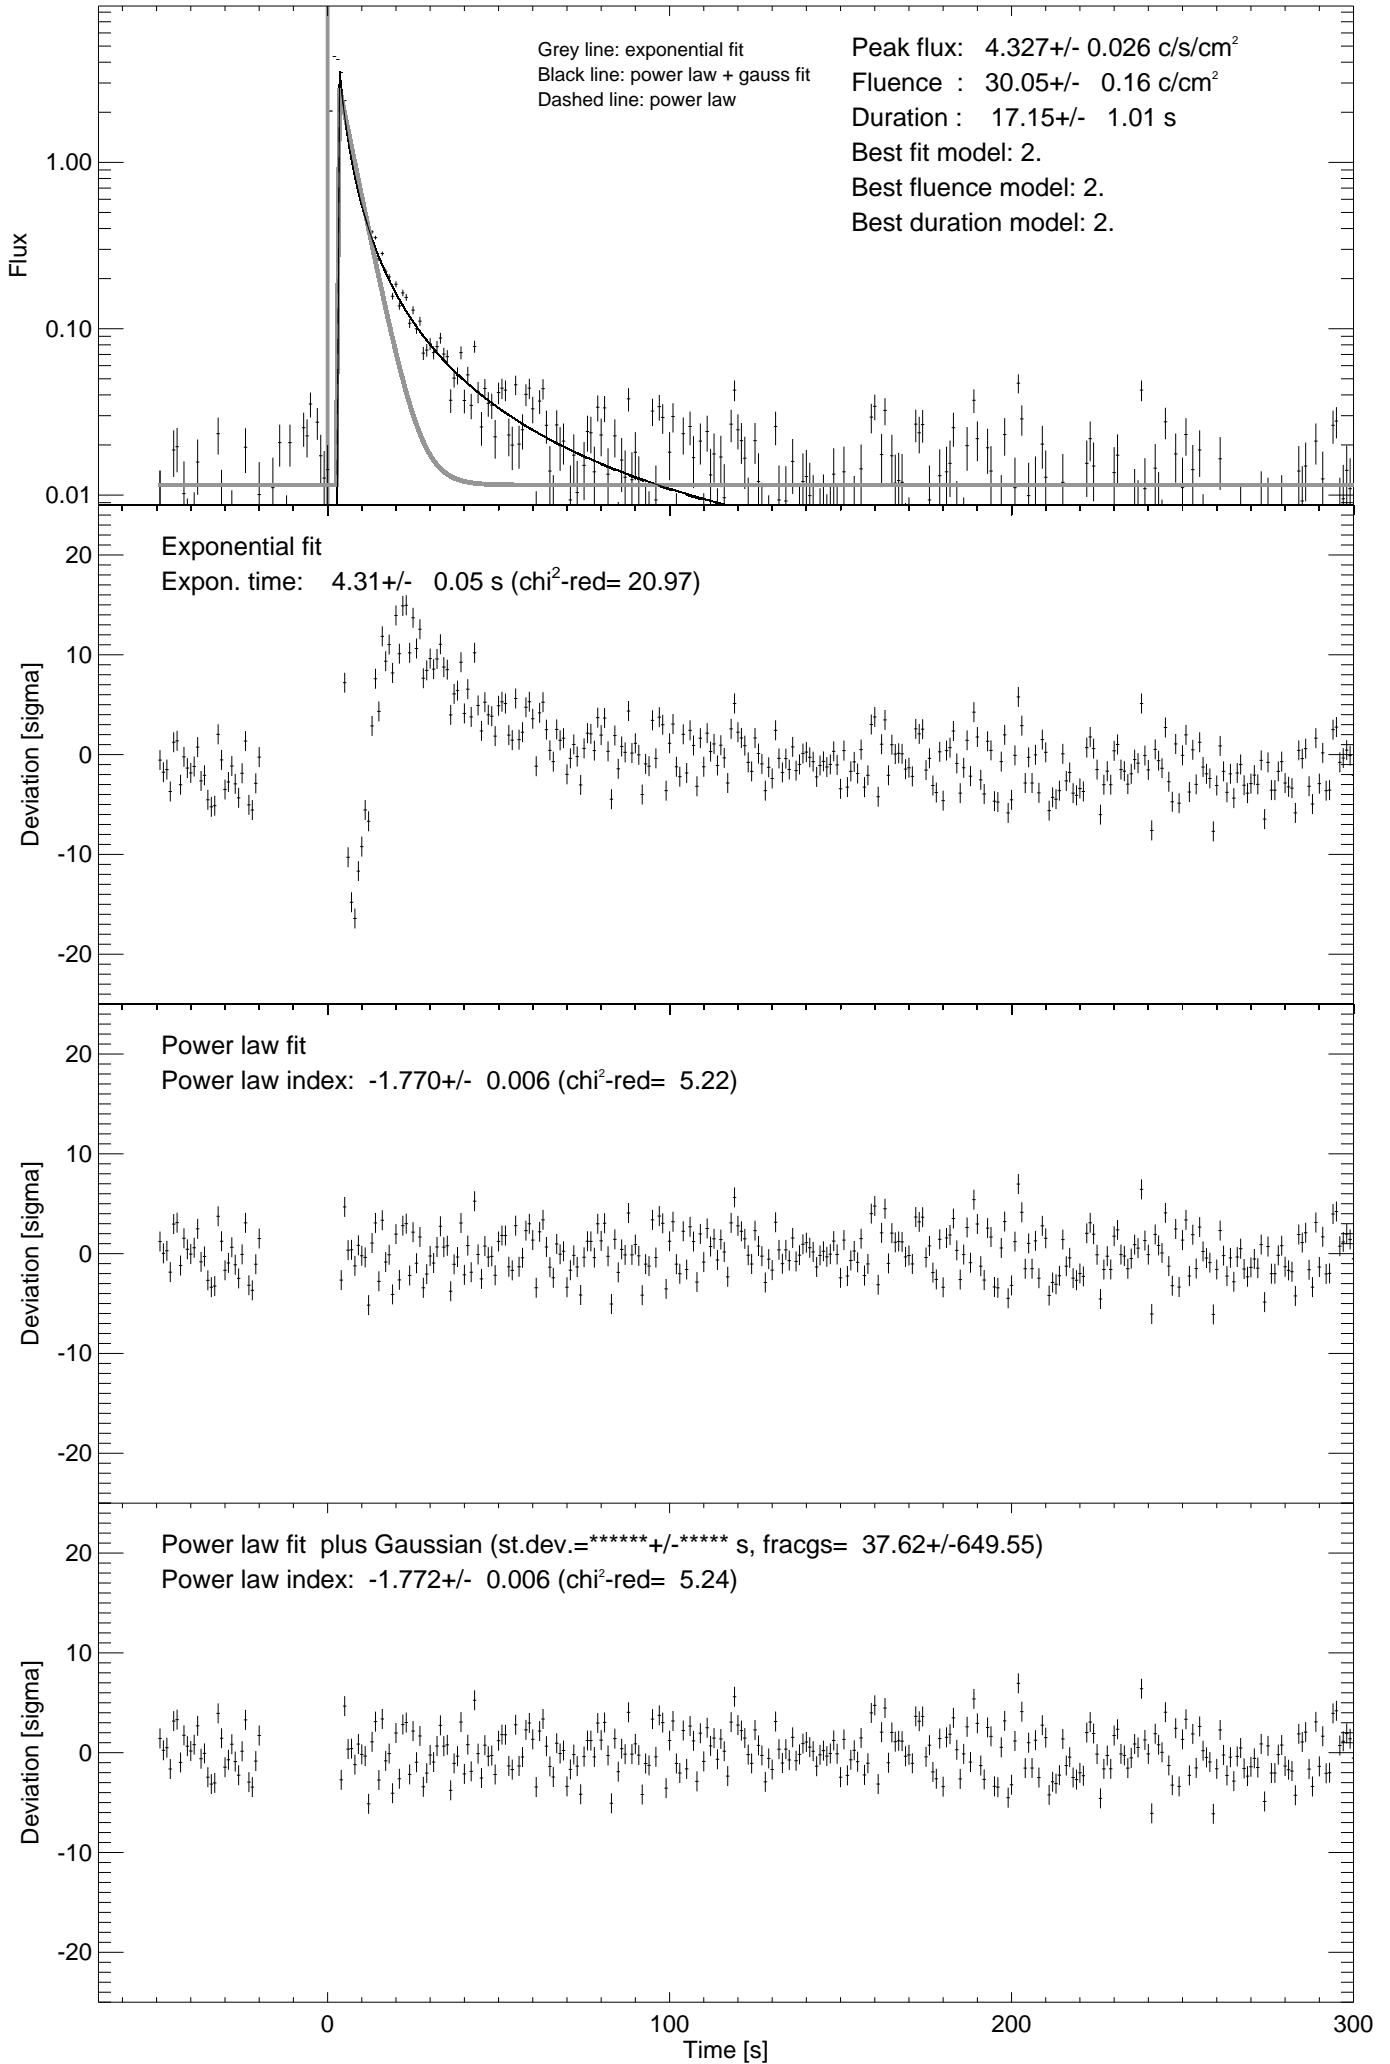 Grey line: exponential fit
Black line: power law + gauss fit
Dashed line: power law
Peak flux: 4.327+/- 0.026 c/s/cm²
Fluence : 30.05+/- 0.16 c/cm²
Duration : 17.15+/- 1.01 s
Best fit model: 2.
Best fluence model: 2.
Best duration model: 2.
1.00
0.10
0.01
Flux
Exponential fit
Expon. time: 4.31+/- 0.05 s (chi²-red= 20.97)
20
10
0
-10
-20
Deviation [sigma]
Power law fit
Power law index: -1.770+/- 0.006 (chi²-red= 5.22)
20
10
0
-10
-20
Deviation [sigma]
Power law fit plus Gaussian (st.dev.=******+/-***** s, fracgs= 37.62+/-649.55)
Power law index: -1.772+/- 0.006 (chi²-red= 5.24)
20
10
0
-10
-20
Deviation [sigma]
0 100 200 300
Time [s]